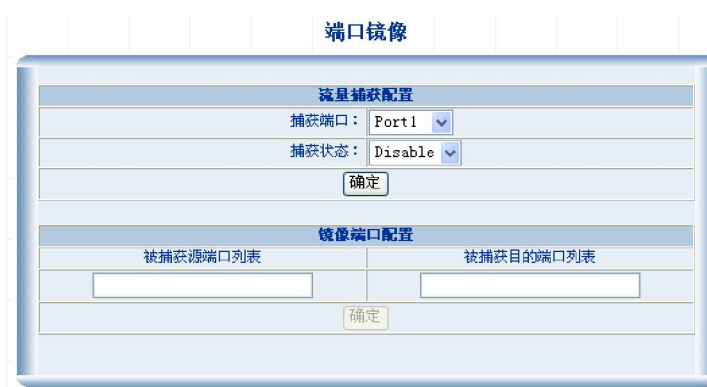 端口镜像
流量捕获配置
捕获端口： Port1
捕获状态： Disable
确定
镜像端口配置
被捕获源端口列表 被捕获目的端口列表
确定